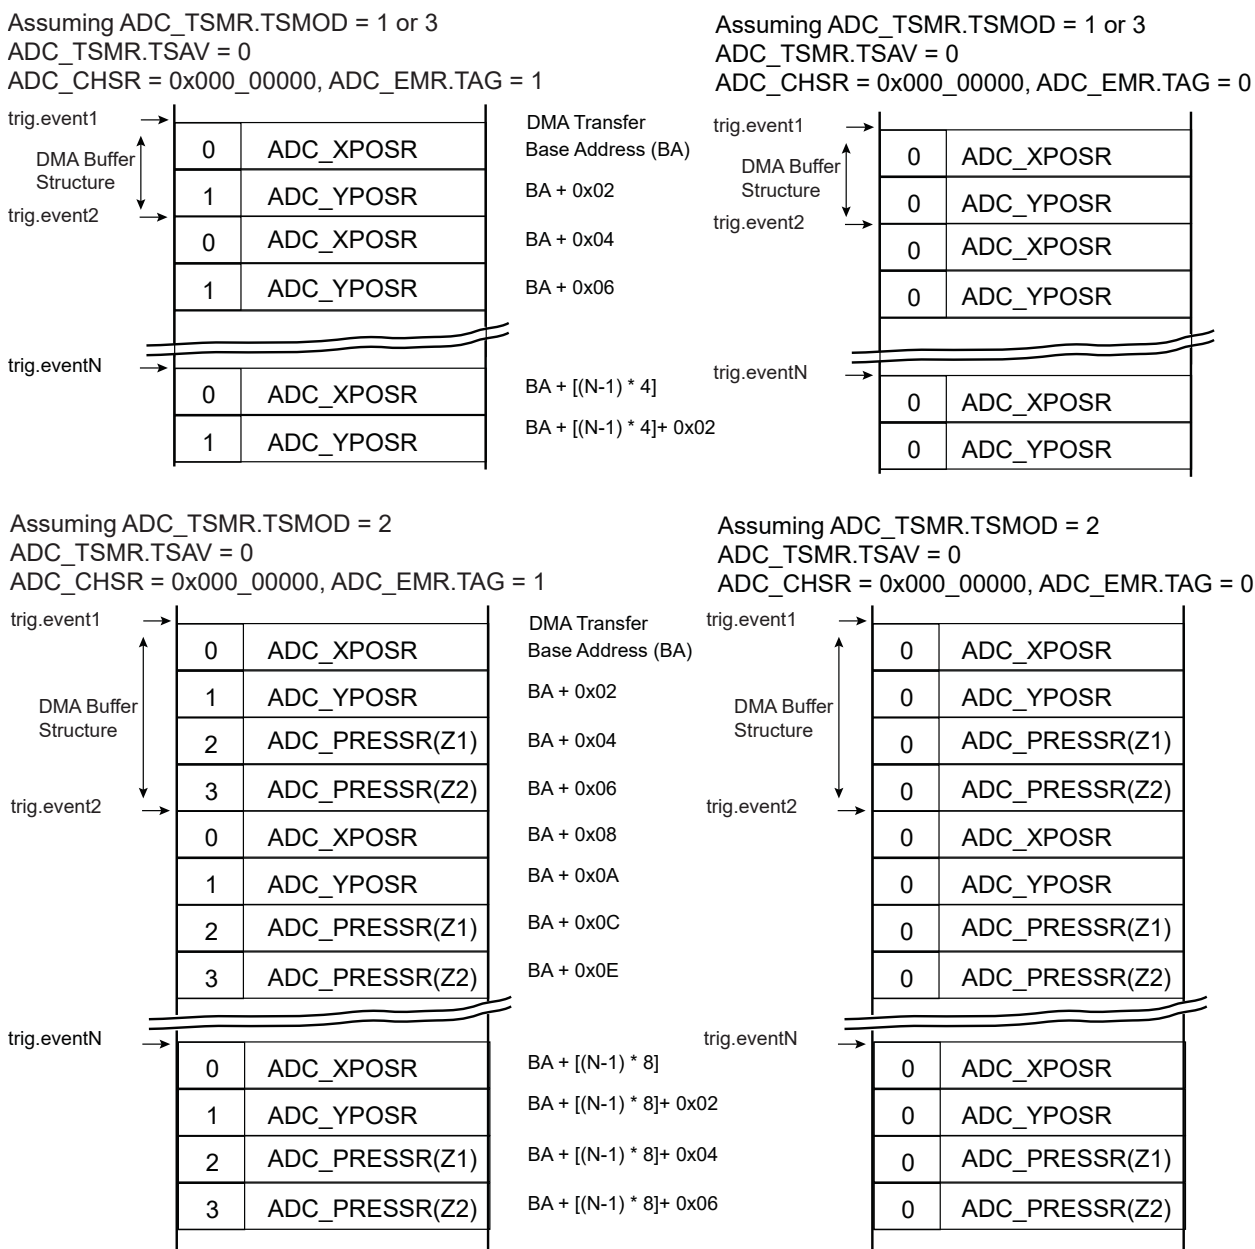 Assuming ADC_TSMR.TSMOD = 1 or 3
ADC_TSMR.TSAV = 0
ADC_CHSR = 0x000_00000, ADC_EMR.TAG = 1
trig.event1
DMA Buffer
Structure
trig.event2
0 ADC_XPOSR
1 ADC_YPOSR
0 ADC_XPOSR
1 ADC_YPOSR
trig.eventN
0 ADC_XPOSR
1 ADC_YPOSR
DMA Transfer
Base Address (BA)
BA + 0x02
BA + 0x04
BA + 0x06
BA + [(N-1) * 4]
BA + [(N-1) * 4]+ 0x02
Assuming ADC_TSMR.TSMOD = 1 or 3
ADC_TSMR.TSAV = 0
ADC_CHSR = 0x000_00000, ADC_EMR.TAG = 0
trig.event1
DMA Buffer
Structure
trig.event2
0 ADC_XPOSR
0 ADC_YPOSR
0 ADC_XPOSR
0 ADC_YPOSR
trig.eventN
0 ADC_XPOSR
0 ADC_YPOSR
Assuming ADC_TSMR.TSMOD = 2
ADC_TSMR.TSAV = 0
ADC_CHSR = 0x000_00000, ADC_EMR.TAG = 1
trig.event1
DMA Buffer
Structure
trig.event2
0 ADC_XPOSR
1 ADC_YPOSR
2 ADC_PRESSR(Z1)
3 ADC_PRESSR(Z2)
0 ADC_XPOSR
1 ADC_YPOSR
2 ADC_PRESSR(Z1)
3 ADC_PRESSR(Z2)
trig.eventN
0 ADC_XPOSR
1 ADC_YPOSR
2 ADC_PRESSR(Z1)
3 ADC_PRESSR(Z2)
DMA Transfer
Base Address (BA)
BA + 0x02
BA + 0x04
BA + 0x06
BA + 0x08
BA + 0x0A
BA + 0x0C
BA + 0x0E
BA + [(N-1) * 8]
BA + [(N-1) * 8]+ 0x02
BA + [(N-1) * 8]+ 0x04
BA + [(N-1) * 8]+ 0x06
Assuming ADC_TSMR.TSMOD = 2
ADC_TSMR.TSAV = 0
ADC_CHSR = 0x000_00000, ADC_EMR.TAG = 0
trig.event1
DMA Buffer
Structure
trig.event2
0 ADC_XPOSR
0 ADC_YPOSR
0 ADC_PRESSR(Z1)
0 ADC_PRESSR(Z2)
0 ADC_XPOSR
0 ADC_YPOSR
0 ADC_PRESSR(Z1)
0 ADC_PRESSR(Z2)
trig.eventN
0 ADC_XPOSR
0 ADC_YPOSR
0 ADC_PRESSR(Z1)
0 ADC_PRESSR(Z2)